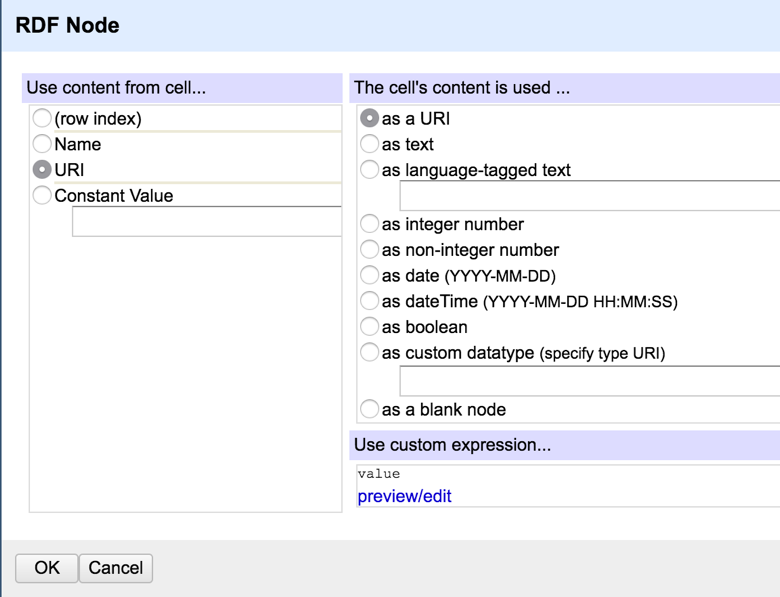 RDF Node
Use content from cell...
(row index)
Name
URI
Constant Value
The cell's content is used ...
as a URI
as text
as language-tagged text
as integer number
as non-integer number
as date (YYYY-MM-DD)
as dateTime (YYYY-MM-DD HH:MM:SS)
as boolean
as custom datatype (specify type URI)
as a blank node
Use custom expression...
value
preview/edit
OK
Cancel